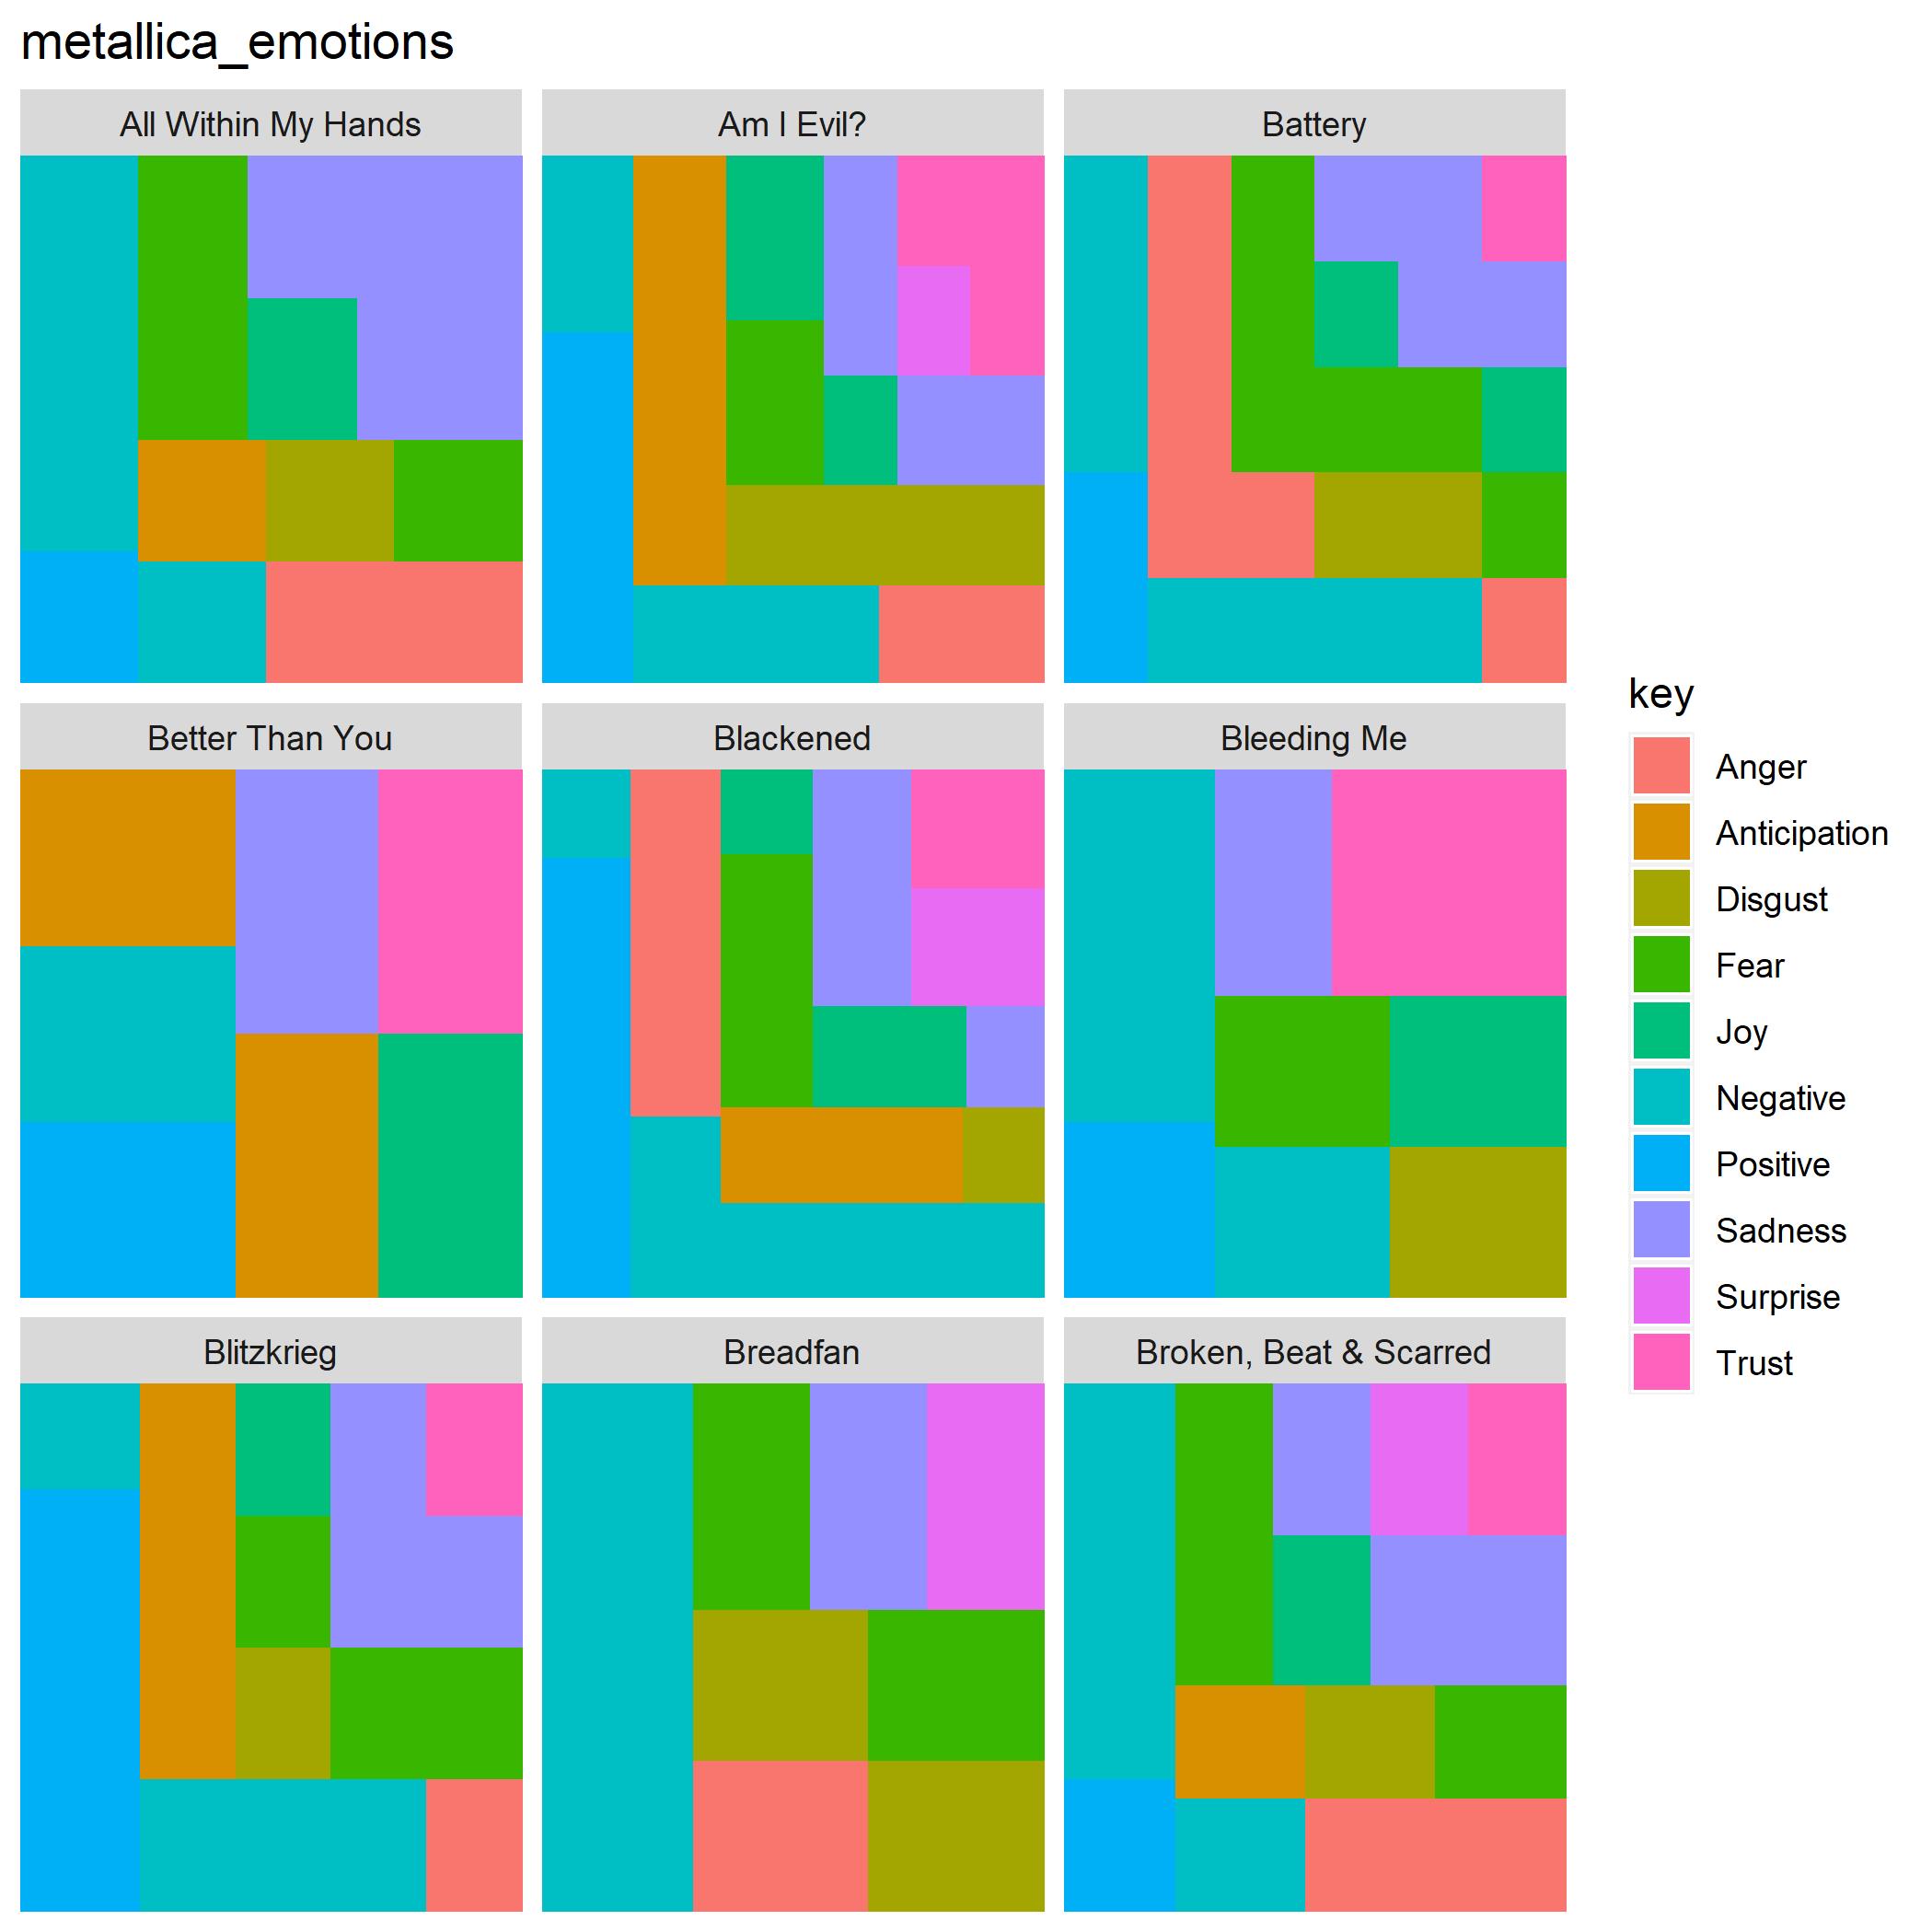 metallica_emotions
All Within My Hands
Am I Evil?
Battery
Better Than You
Blackened
Bleeding Me
Blitzkrieg
Breadfan
Broken, Beat & Scarred
key
Anger
Anticipation
Disgust
Fear
Joy
Negative
Positive
Sadness
Surprise
Trust